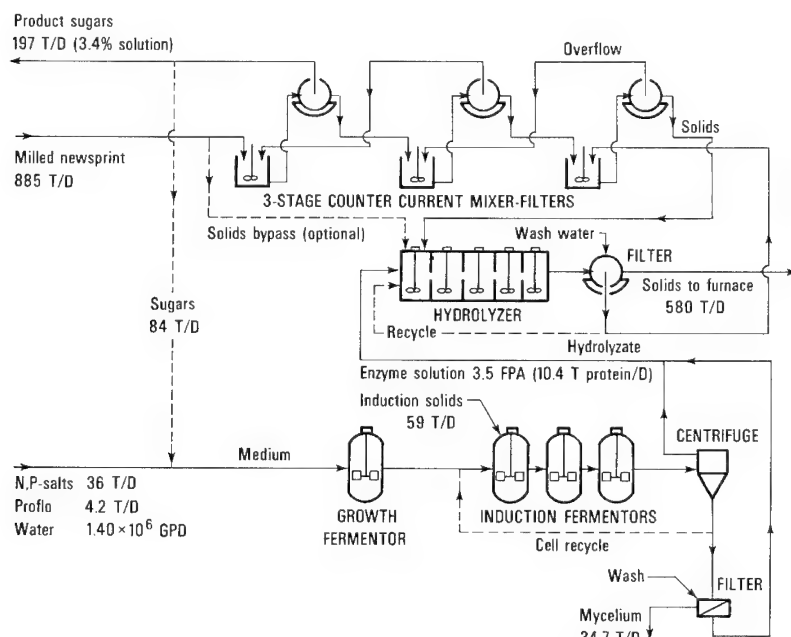 Product sugars
197 T/D (3.4% solution)
Overflow
Solids
Milled newsprint
885 T/D
3-STAGE COUNTER CURRENT MIXER-FILTERS
Solids bypass (optional)
Wash water
FILTER
Solids to furnace
580 T/D
Sugars
84 T/D
HYDROLYZER
Recycle
Hydrolyzate
Enzyme solution 3.5 FPA (10.4 T protein/D)
Induction solids
59 T/D
CENTRIFUGE
Medium
N,P-salts 36 T/D
Proflo 4.2 T/D
Water 1.40 × 10⁶ GPD
GROWTH
FERMENTOR
INDUCTION FERMENTORS
Cell recycle
Wash
FILTER
Mycelium
24.7 T/D